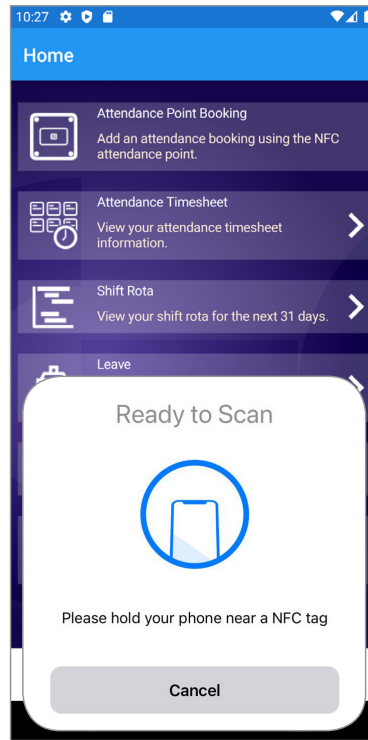 10:27
Home
Attendance Point Booking
Add an attendance booking using the NFC
attendance point.
Attendance Timesheet
View your attendance timesheet
information.
Shift Rota
View your shift rota for the next 31 days.
Leave
Ready to Scan
Please hold your phone near a NFC tag
Cancel